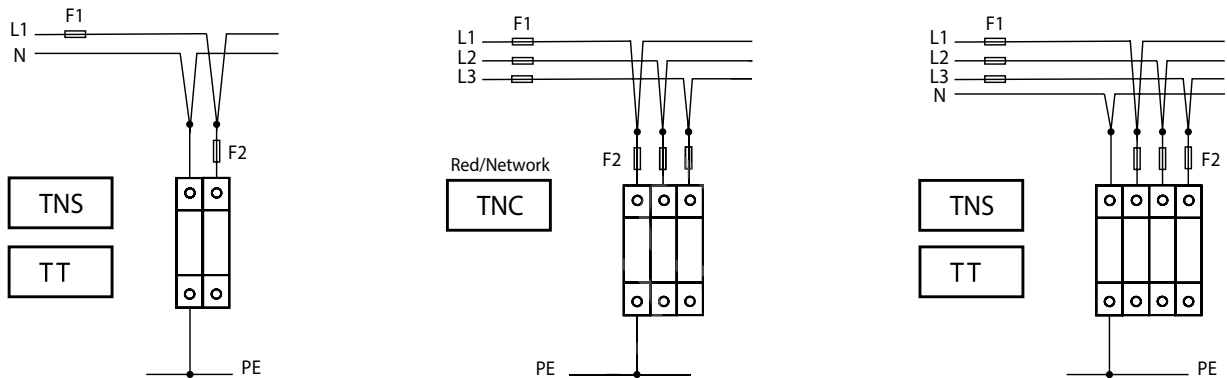 F1
L1
N
F2
TNS
TT
PE
F1
L1
L2
L3
Red/Network
F2
TNC
PE
F1
L1
L2
L3
N
F2
TNS
TT
PE